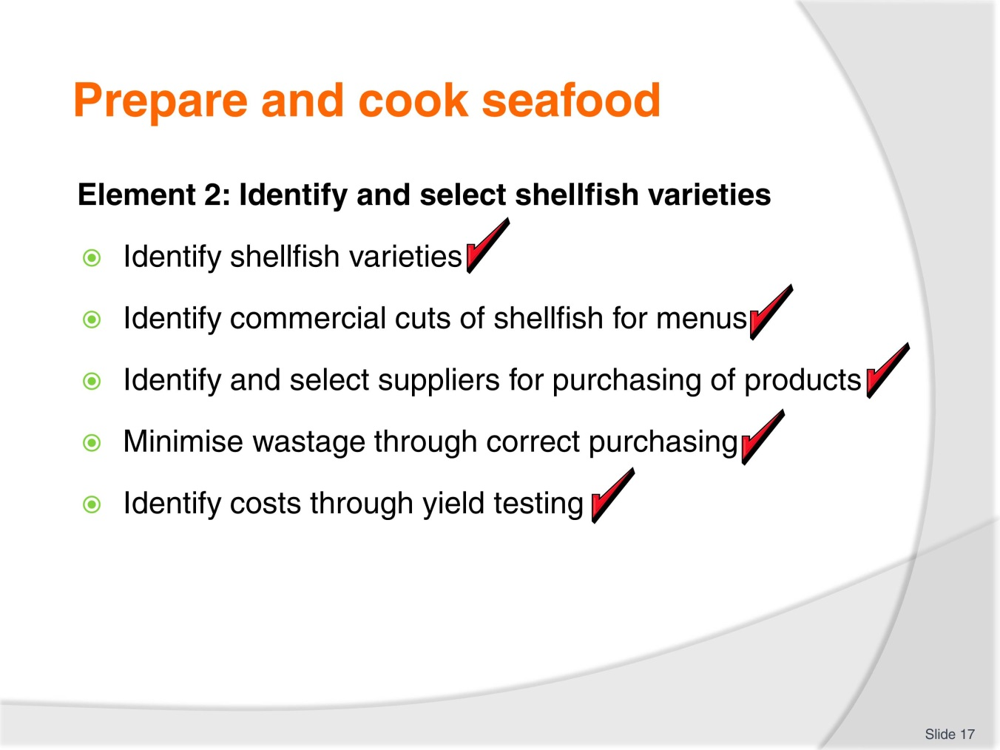 Prepare and cook seafood
Element 2: Identify and select shellfish varieties
Identify shellfish varieties
Identify commercial cuts of shellfish for menus
Identify and select suppliers for purchasing of products
Minimise wastage through correct purchasing
Identify costs through yield testing
Slide 17